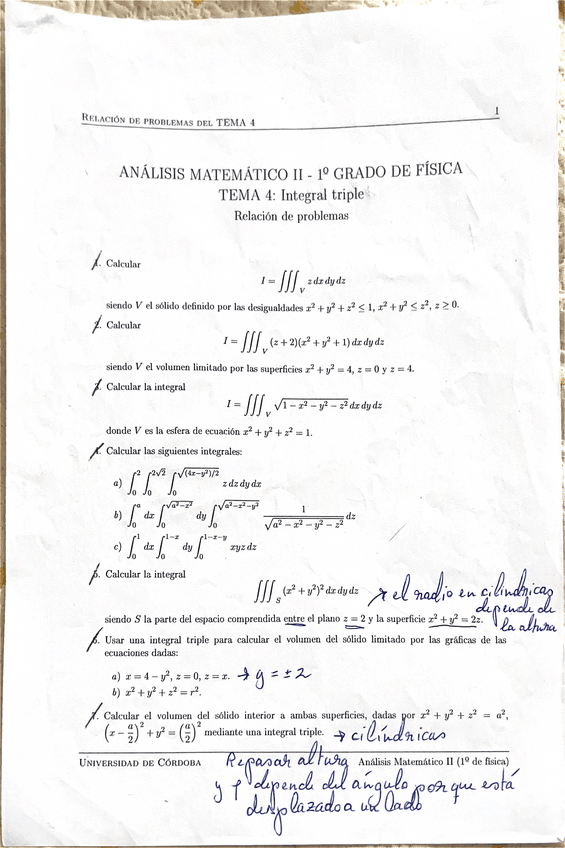 RELACIÓN DE PROBLEMAS DEL TEMA 4
1
ANÁLISIS MATEMÁTICO II - 1º GRADO DE FÍSICA
TEMA 4: Integral triple
Relación de problemas
1. Calcular
I = ∭_V z dx dy dz
siendo V el sólido definido por las desigualdades x² + y² + z² ≤ 1, x² + y² ≤ z², z ≥ 0.
2. Calcular
I = ∭_V (z + 2)(x² + y² + 1) dx dy dz
siendo V el volumen limitado por las superficies x² + y² = 4, z = 0 y z = 4.
3. Calcular la integral
I = ∭_V √(1 − x² − y² − z²) dx dy dz
donde V es la esfera de ecuación x² + y² + z² = 1.
4. Calcular las siguientes integrales:
a) ∫_0^2 ∫_0^{2√2} ∫_0^{√((4x−y²)/2)} z dz dy dx
b) ∫_0^a dx ∫_0^{√(a²−x²)} dy ∫_0^{√(a²−x²−y²)} 1/√(a² − x² − y² − z²) dz
c) ∫_0^1 dx ∫_0^{1−x} dy ∫_0^{1−x−y} xyz dz
5. Calcular la integral
∭_S (x² + y²)² dx dy dz → el radio en cilíndricas
depende de
siendo S la parte del espacio comprendida entre el plano z = 2 y la superficie x² + y² = 2z. la altura
6. Usar una integral triple para calcular el volumen del sólido limitado por las gráficas de las
ecuaciones dadas:
a) x = 4 − y², z = 0, z = x. → y = ±2
b) x² + y² + z² = r².
7. Calcular el volumen del sólido interior a ambas superficies, dadas por x² + y² + z² = a²,
(x − a/2)² + y² = (a/2)² mediante una integral triple. → cilíndricas
UNIVERSIDAD DE CÓRDOBA
Análisis Matemático II (1º de física)
Repasar altura
y ρ depende del ángulo porque está
desplazado a un lado